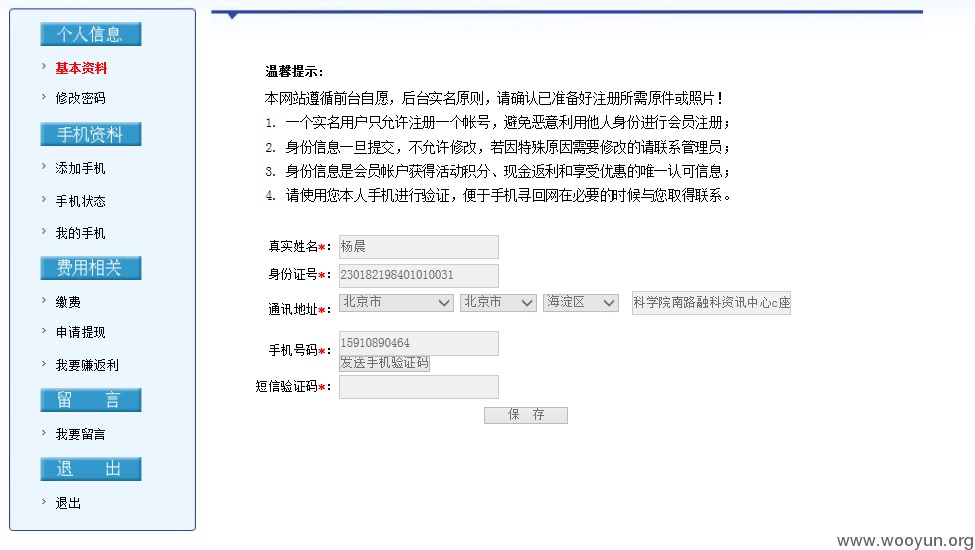 个人信息
基本资料
修改密码
手机资料
添加手机
手机状态
我的手机
费用相关
缴费
申请提现
我要赚返利
留 言
我要留言
退 出
退出
温馨提示：
本网站遵循前台自愿，后台实名原则，请确认已准备好注册所需原件或照片！
1. 一个实名用户只允许注册一个帐号，避免恶意利用他人身份进行会员注册；
2. 身份信息一旦提交，不允许修改，若因特殊原因需要修改的请联系管理员；
3. 身份信息是会员帐户获得活动积分、现金返利和享受优惠的唯一认可信息；
4. 请使用您本人手机进行验证，便于手机寻回网在必要的时候与您取得联系。
真实姓名*： 杨晨
身份证号*： 230182198401010031
通讯地址*： 北京市 北京市 海淀区 科学院南路融科资讯中心c座
手机号码*： 15910890464
发送手机验证码
短信验证码*：
保 存
www.wooyun.org